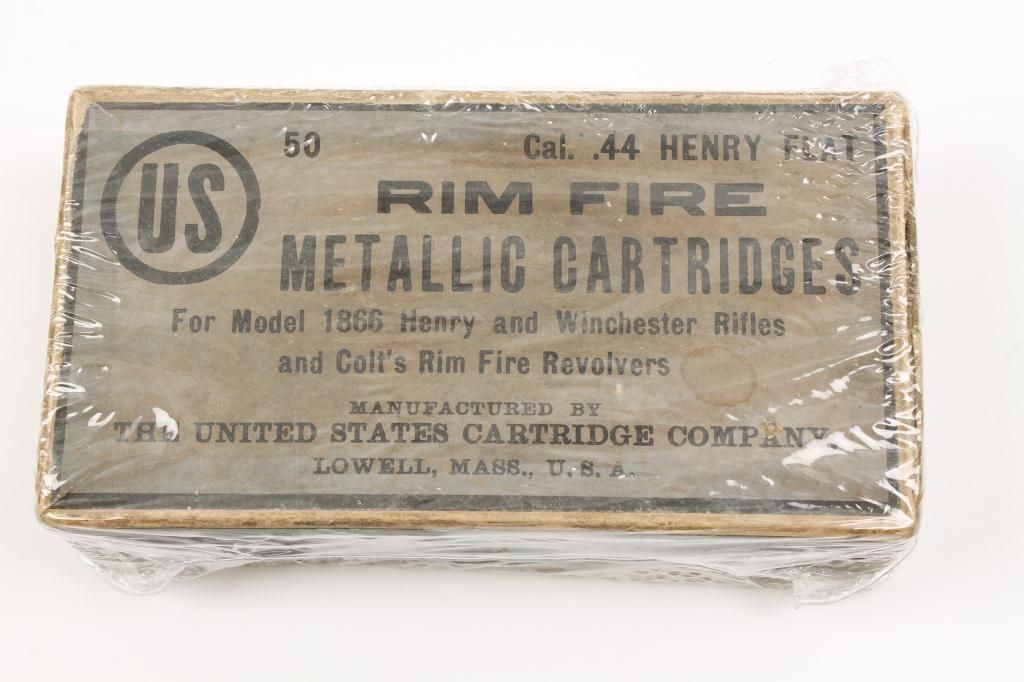 US
50 Cal. .44 HENRY FLAT
RIM FIRE
METALLIC CARTRIDGES
For Model 1866 Henry and Winchester Rifles
and Colt's Rim Fire Revolvers
MANUFACTURED BY
THE UNITED STATES CARTRIDGE COMPANY
LOWELL, MASS., U. S. A.